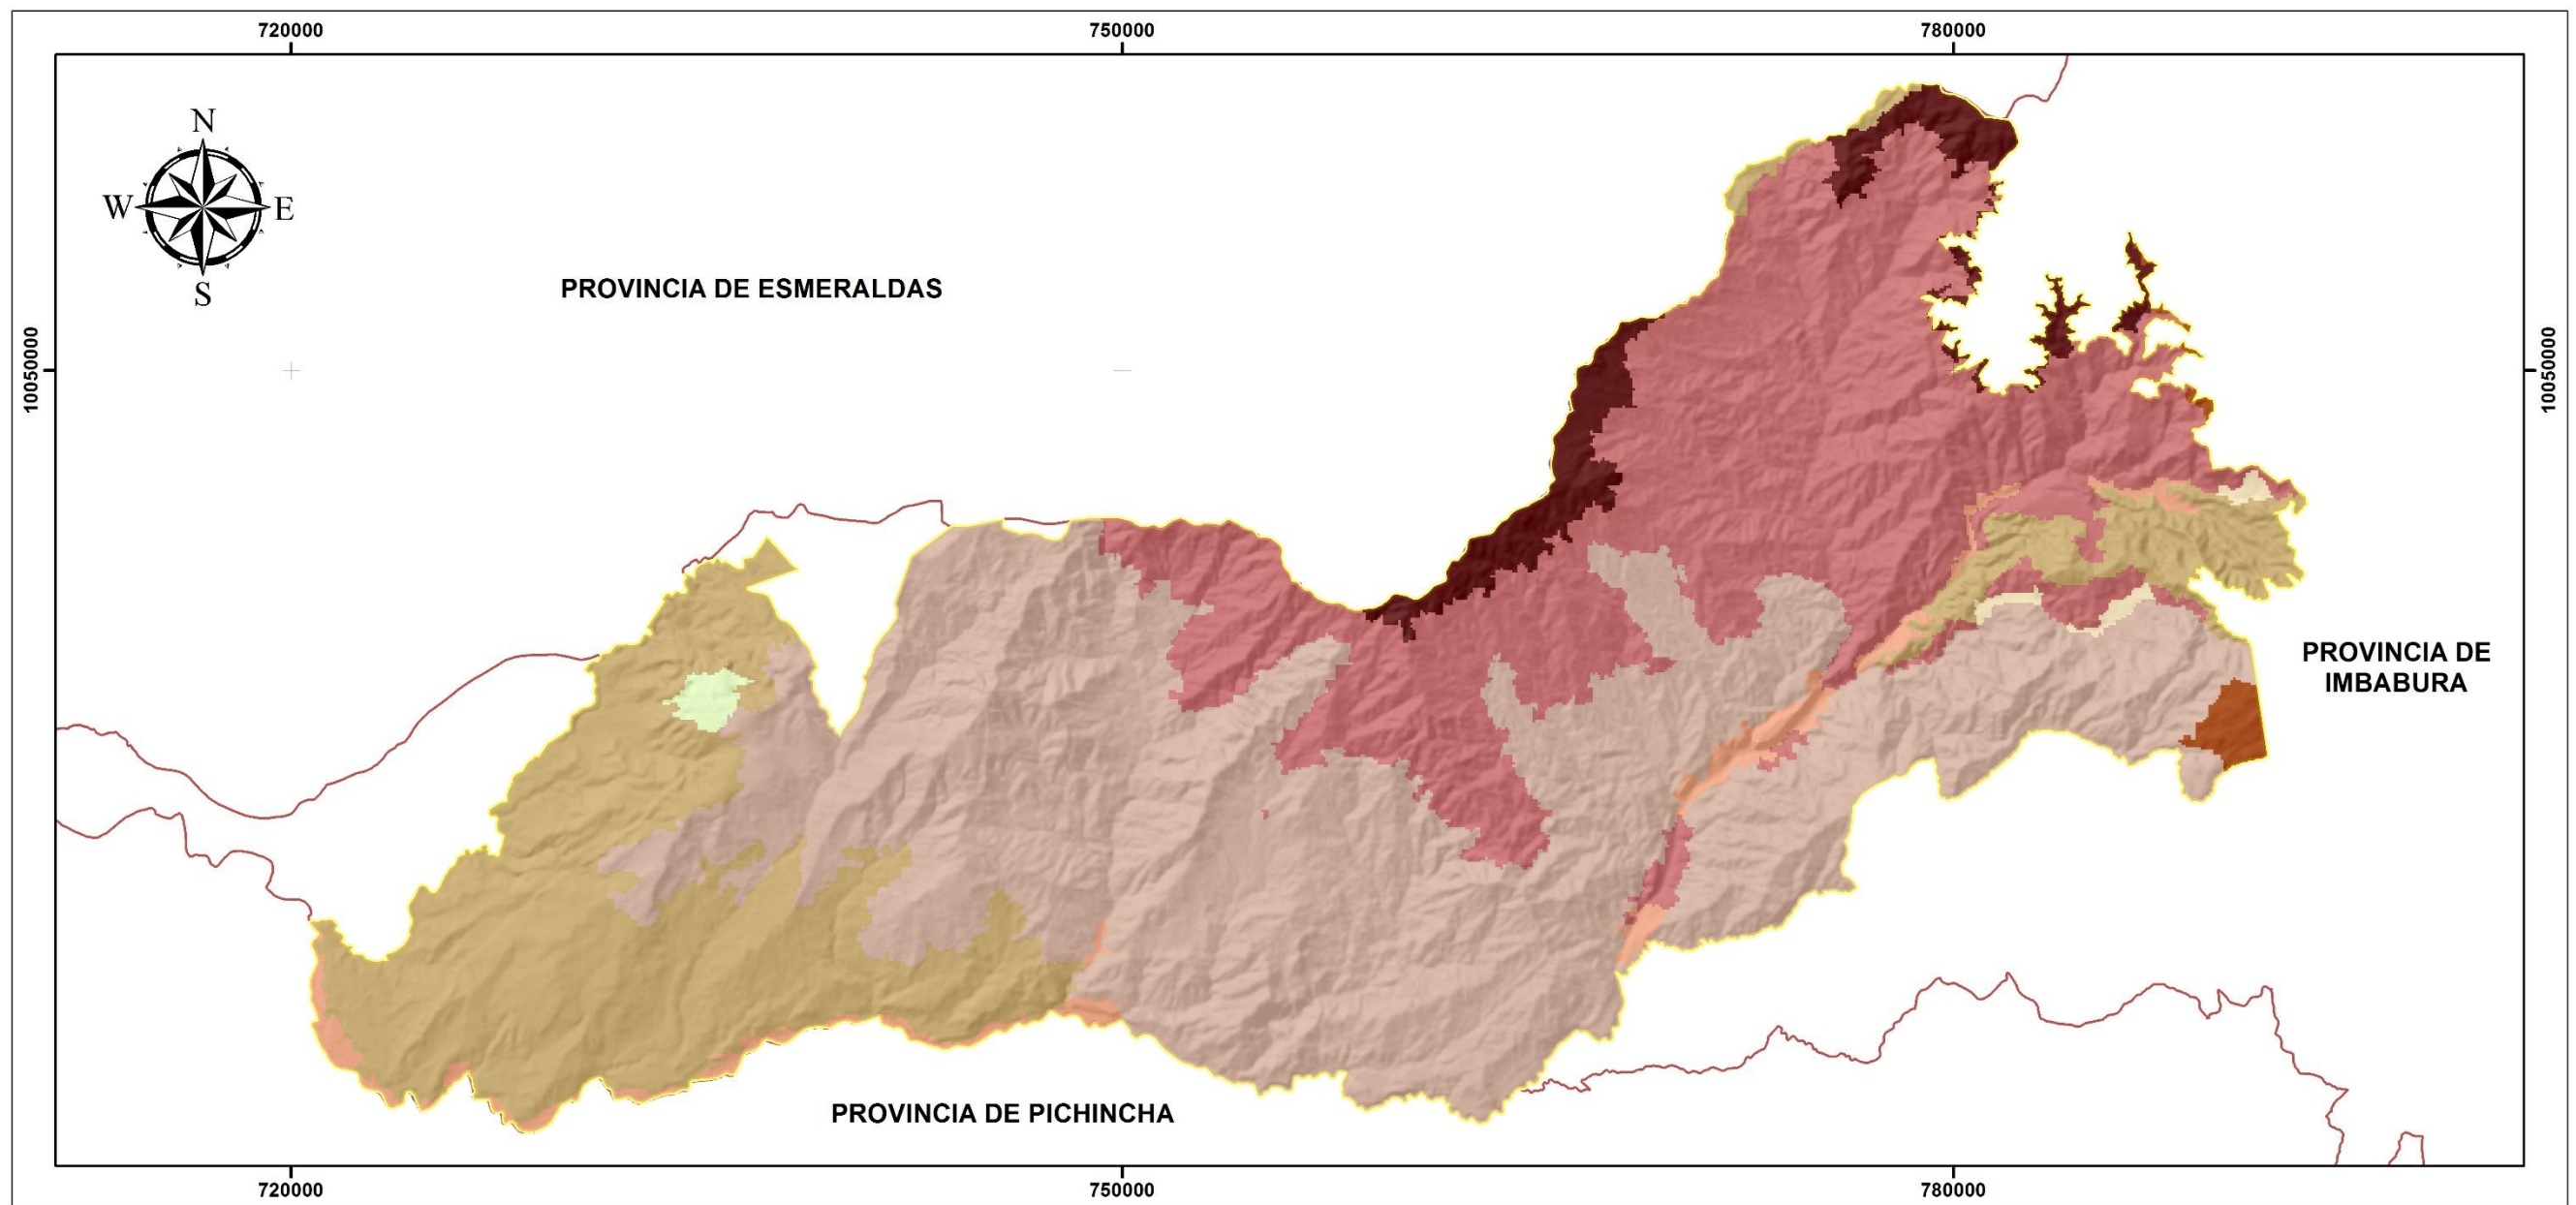 720000
750000
780000
N
W
E
S
PROVINCIA DE ESMERALDAS
10050000
10050000
PROVINCIA DE
IMBABURA
PROVINCIA DE PICHINCHA
720000
750000
780000